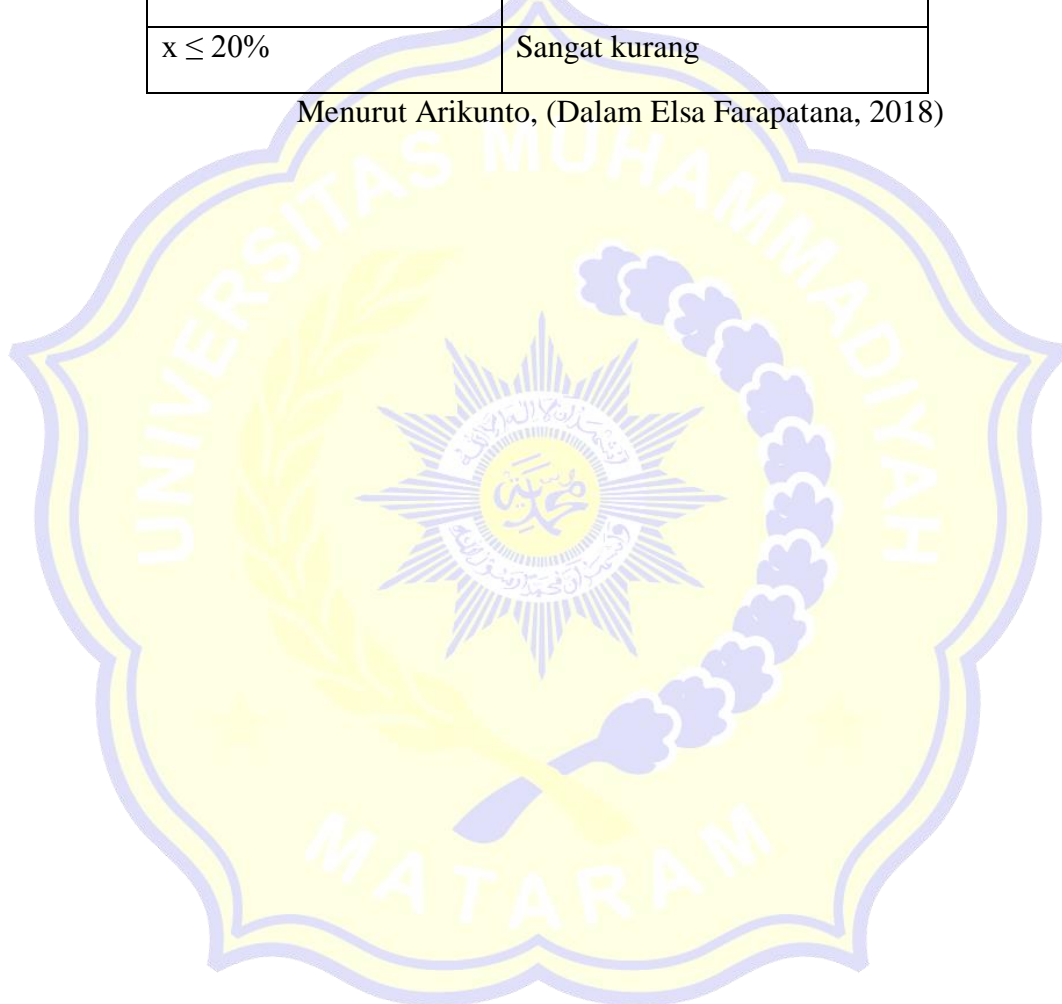 x ≤ 20% Sangat kurang
Menurut Arikunto, (Dalam Elsa Farapatana, 2018)
UNIVERSITAS MUHAMMADIYAH
MATARAM